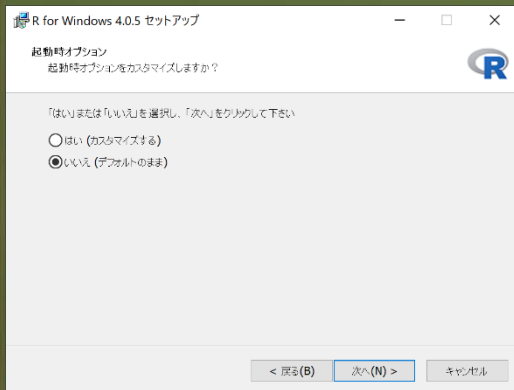 R for Windows 4.0.5 セットアップ
起動時オプション
起動時オプションをカスタマイズしますか？
R
「はい」または「いいえ」を選択し、「次へ」をクリックして下さい
はい (カスタマイズする)
いいえ (デフォルトのまま)
< 戻る(B)
次へ(N) >
キャンセル